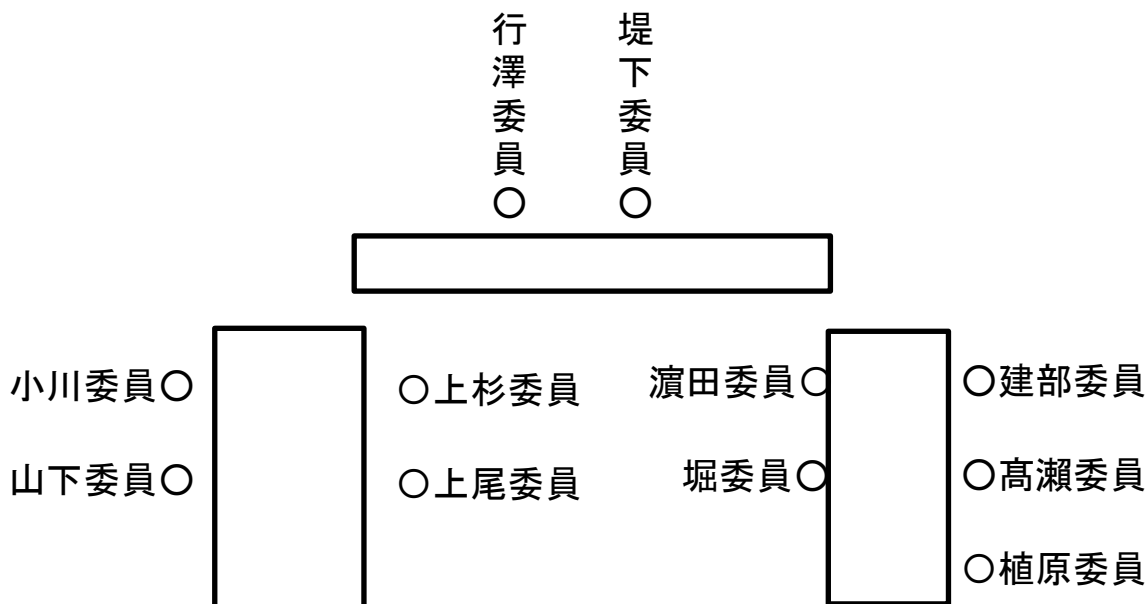 行澤委員○
堤下委員○
小川委員○
○上杉委員
濵田委員○
○建部委員
山下委員○
○上尾委員
堀委員○
○髙瀨委員
○植原委員